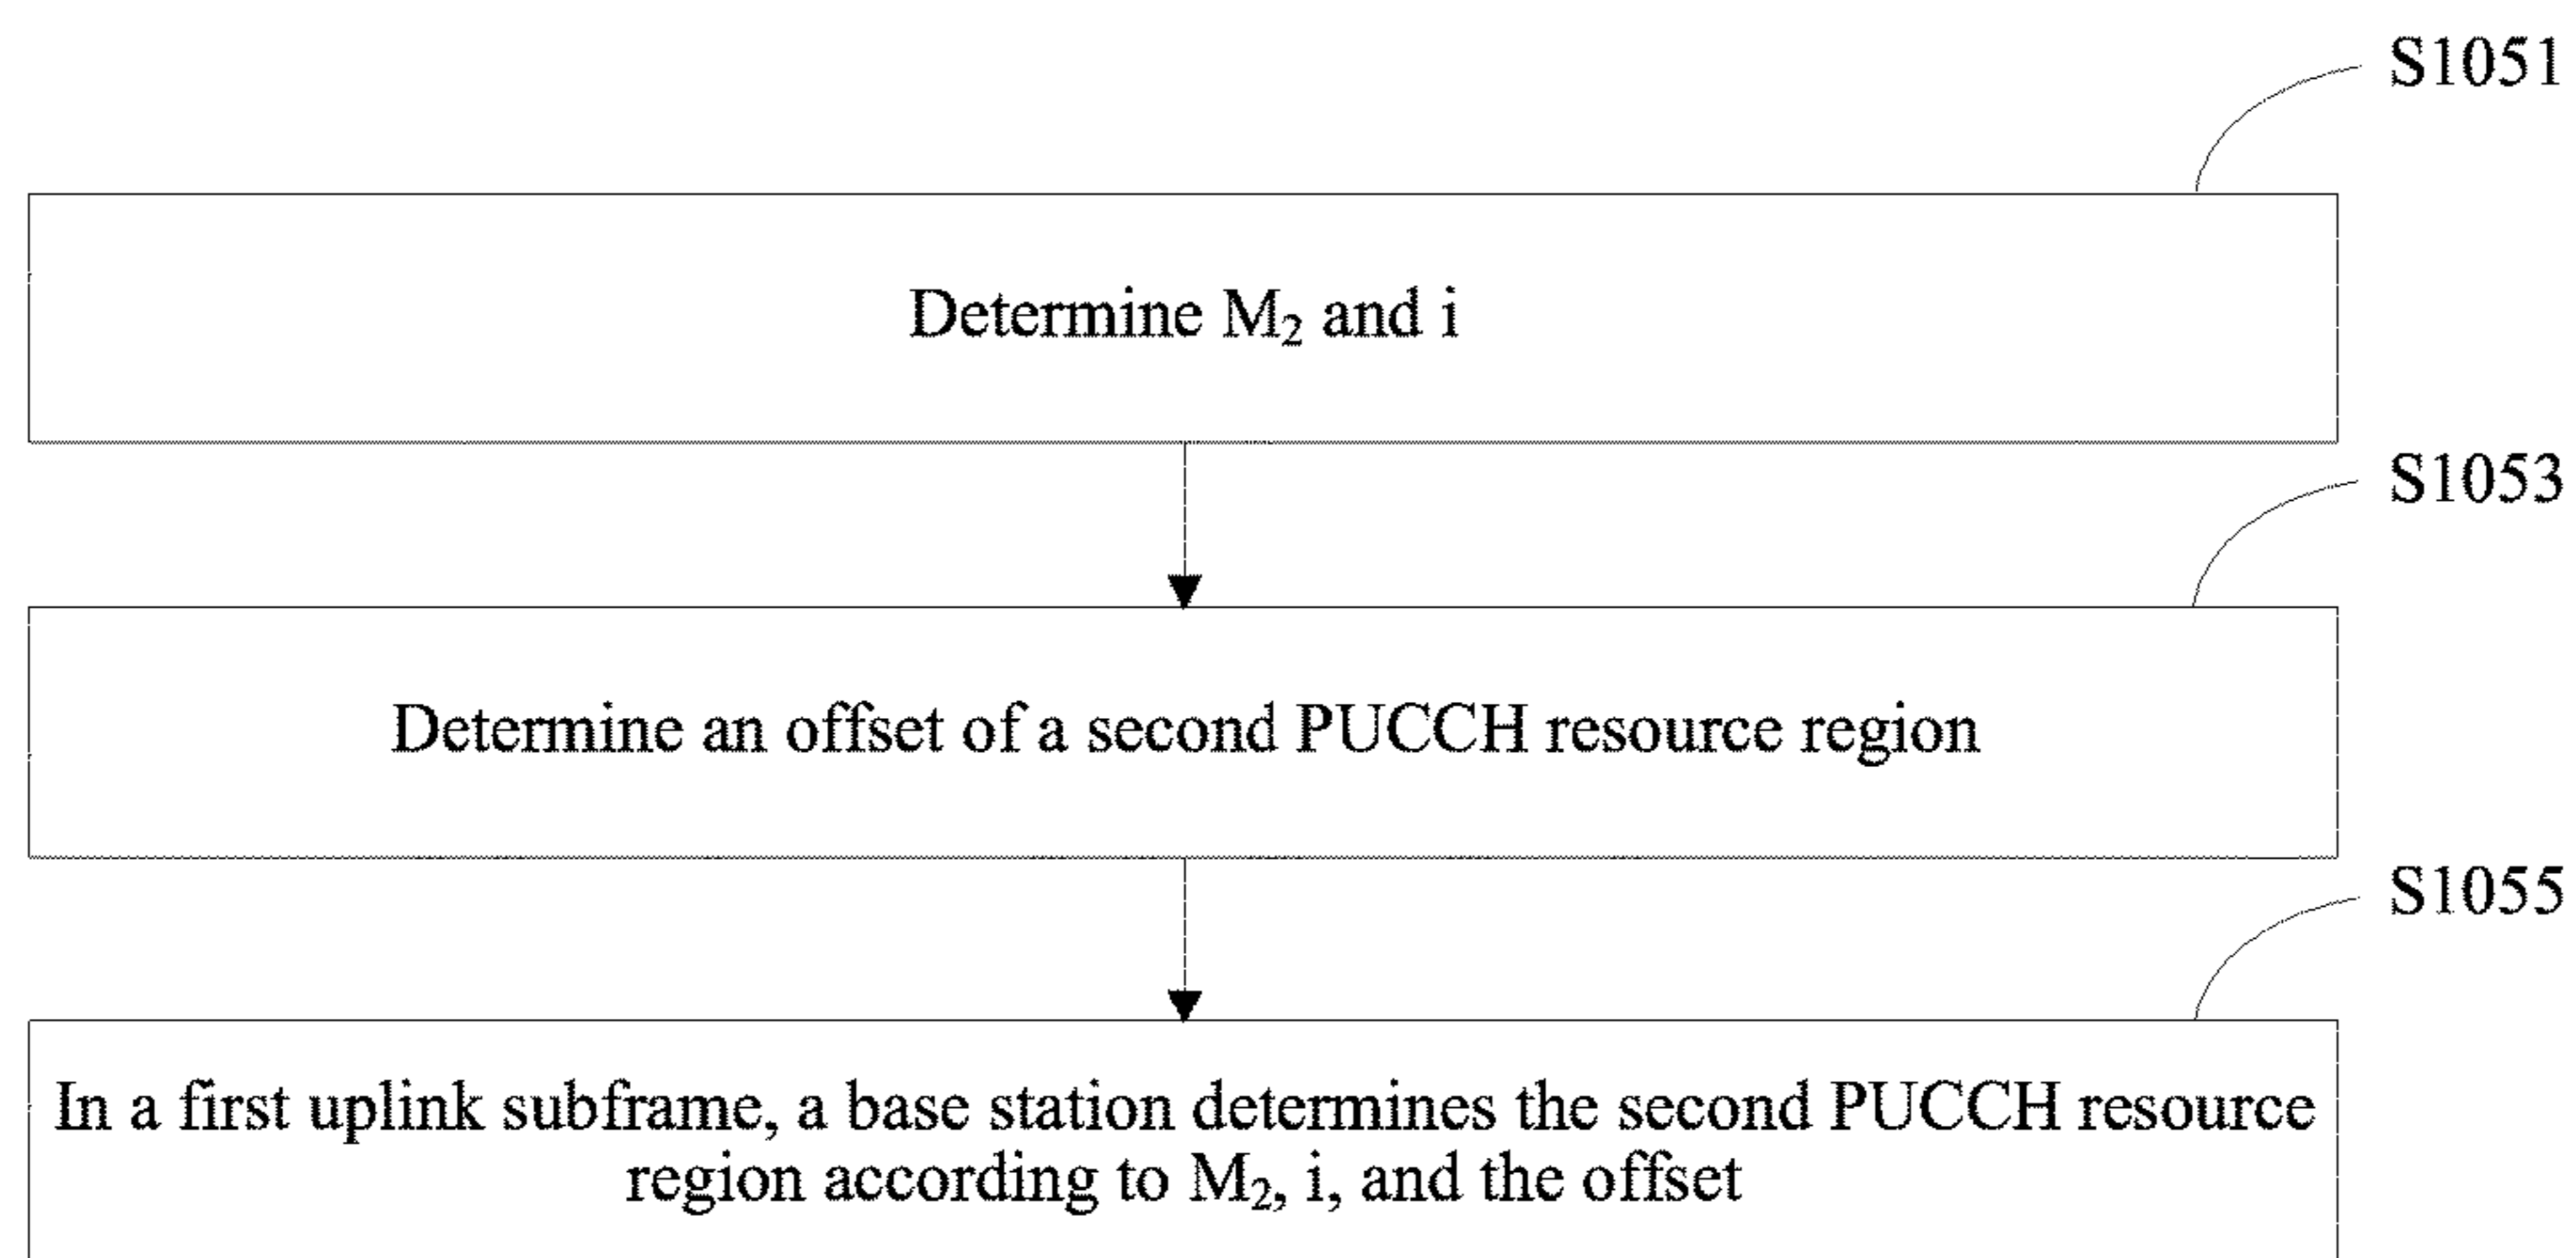 S1051
Determine M₂ and i
S1053
Determine an offset of a second PUCCH resource region
S1055
In a first uplink subframe, a base station determines the second PUCCH resource
region according to M₂, i, and the offset